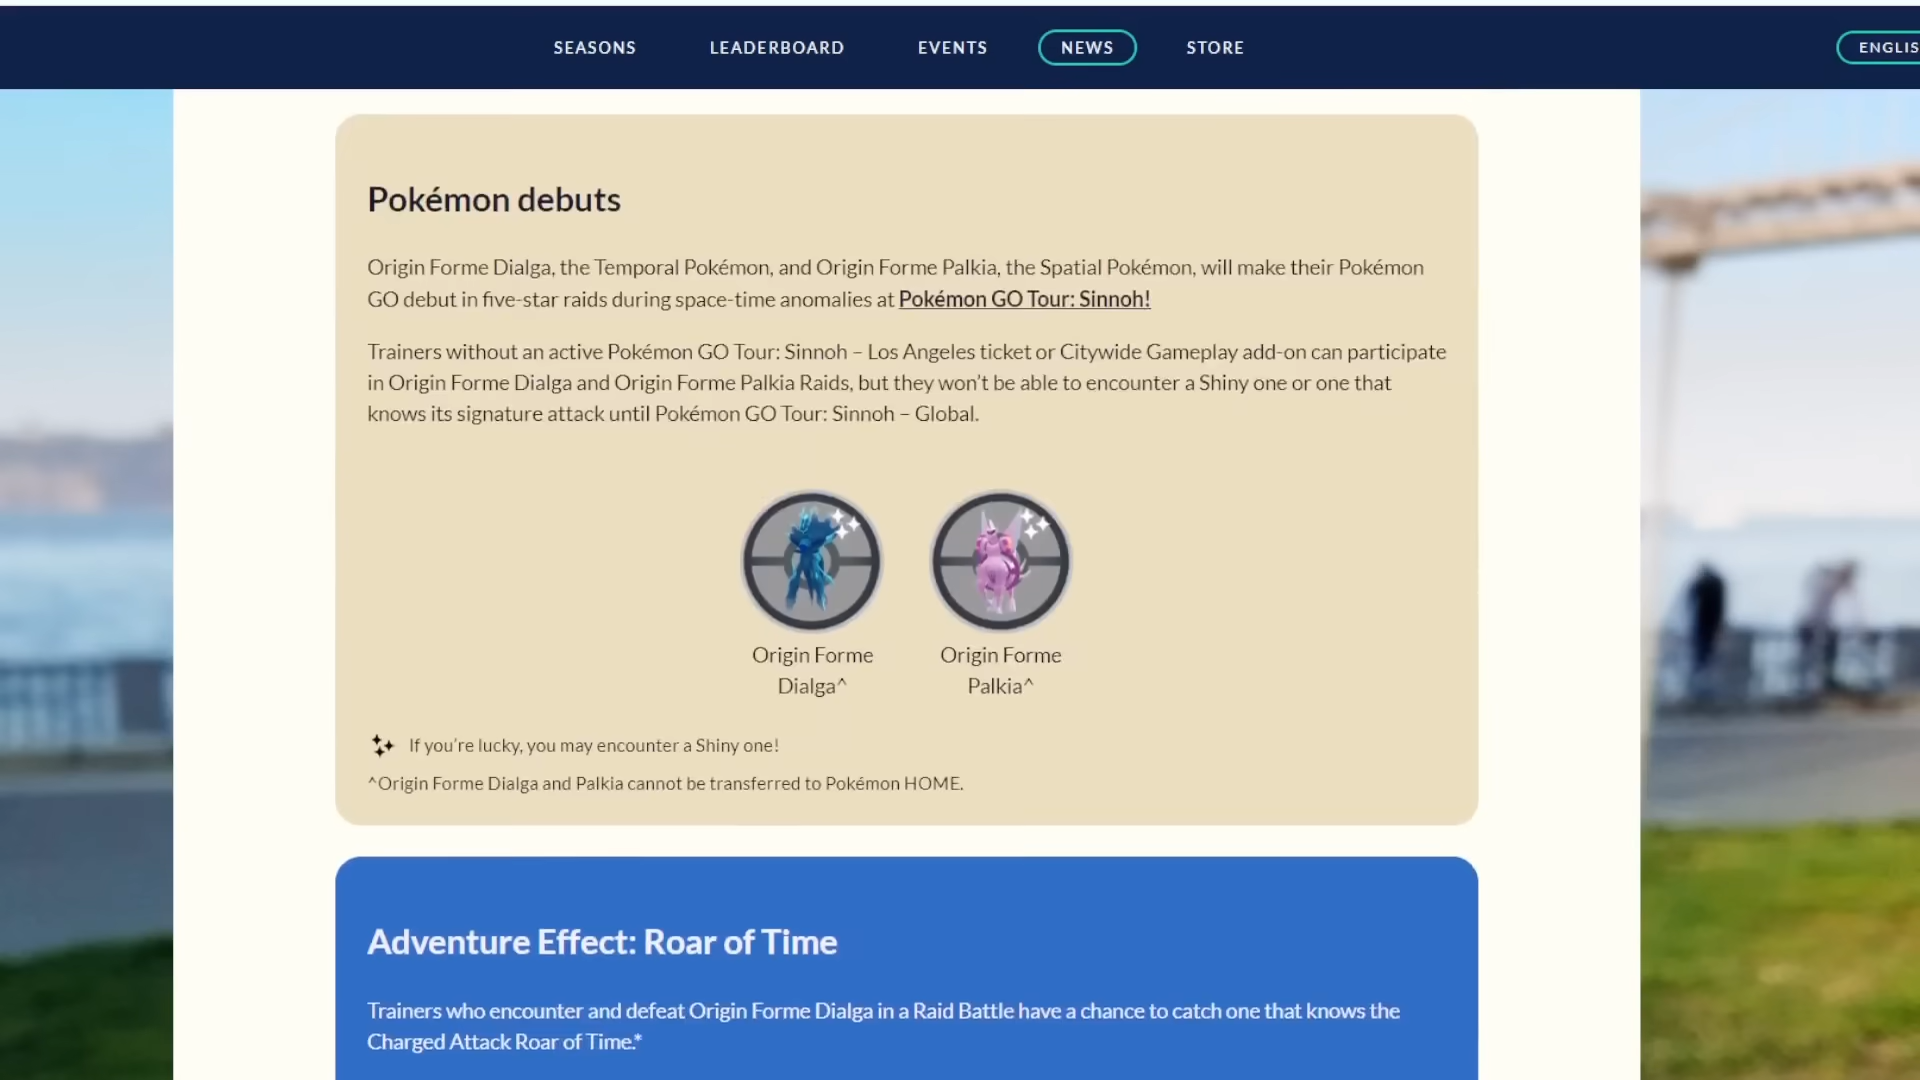 SEASONS LEADERBOARD EVENTS NEWS STORE ENGLIS
Pokémon debuts
Origin Forme Dialga, the Temporal Pokémon, and Origin Forme Palkia, the Spatial Pokémon, will make their Pokémon
GO debut in five-star raids during space-time anomalies at Pokémon GO Tour: Sinnoh!
Trainers without an active Pokémon GO Tour: Sinnoh – Los Angeles ticket or Citywide Gameplay add-on can participate
in Origin Forme Dialga and Origin Forme Palkia Raids, but they won’t be able to encounter a Shiny one or one that
knows its signature attack until Pokémon GO Tour: Sinnoh – Global.
Origin Forme
Dialga^
Origin Forme
Palkia^
If you’re lucky, you may encounter a Shiny one!
^Origin Forme Dialga and Palkia cannot be transferred to Pokémon HOME.
Adventure Effect: Roar of Time
Trainers who encounter and defeat Origin Forme Dialga in a Raid Battle have a chance to catch one that knows the
Charged Attack Roar of Time.*